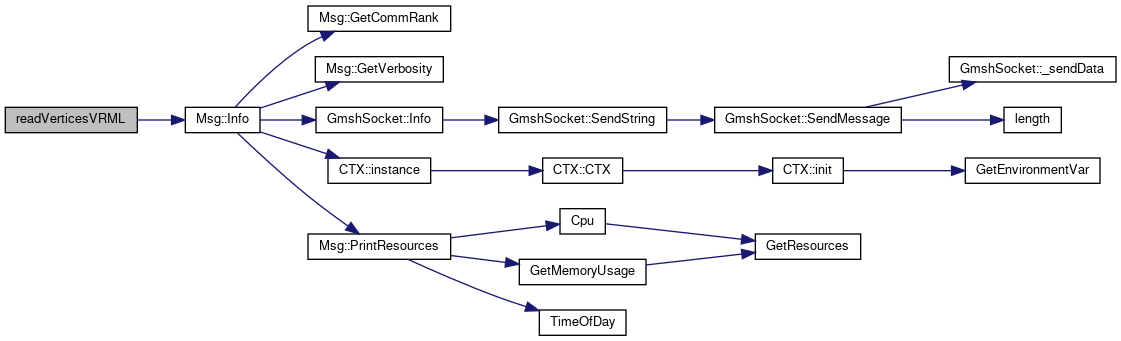 Msg::GetCommRank
Msg::GetVerbosity
GmshSocket::_sendData
readVerticesVRML
Msg::Info
GmshSocket::Info
GmshSocket::SendString
GmshSocket::SendMessage
length
CTX::instance
CTX::CTX
CTX::init
GetEnvironmentVar
Cpu
Msg::PrintResources
GetResources
GetMemoryUsage
TimeOfDay